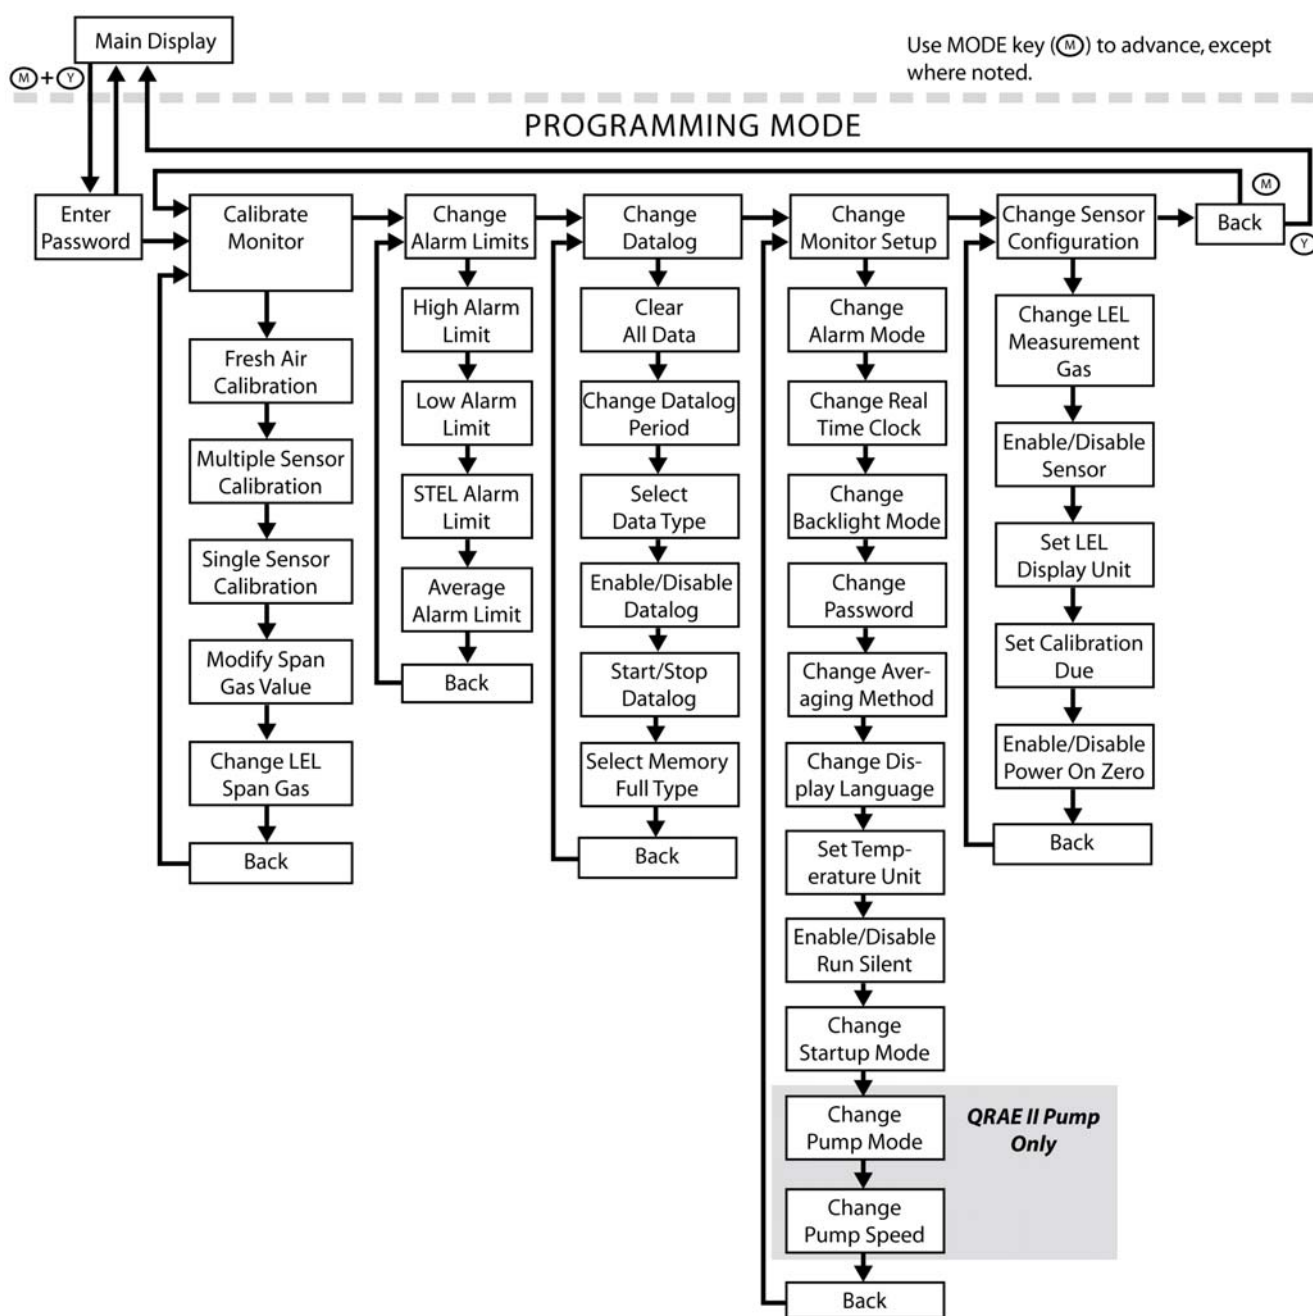 Main Display
Use MODE key (M) to advance, except
where noted.
M + Y
PROGRAMMING MODE
M
Enter
Password
Calibrate
Monitor
Change
Alarm Limits
Change
Datalog
Change
Monitor Setup
Change Sensor
Configuration
Back
Y
Fresh Air
Calibration
Multiple Sensor
Calibration
Single Sensor
Calibration
Modify Span
Gas Value
Change LEL
Span Gas
Back
High Alarm
Limit
Low Alarm
Limit
STEL Alarm
Limit
Average
Alarm Limit
Back
Clear
All Data
Change Datalog
Period
Select
Data Type
Enable/Disable
Datalog
Start/Stop
Datalog
Select Memory
Full Type
Back
Change
Alarm Mode
Change Real
Time Clock
Change
Backlight Mode
Change
Password
Change Aver-
aging Method
Change Dis-
play Language
Set Temp-
erature Unit
Enable/Disable
Run Silent
Change
Startup Mode
Change
Pump Mode
QRAE II Pump
Only
Change
Pump Speed
Back
Change LEL
Measurement
Gas
Enable/Disable
Sensor
Set LEL
Display Unit
Set Calibration
Due
Enable/Disable
Power On Zero
Back